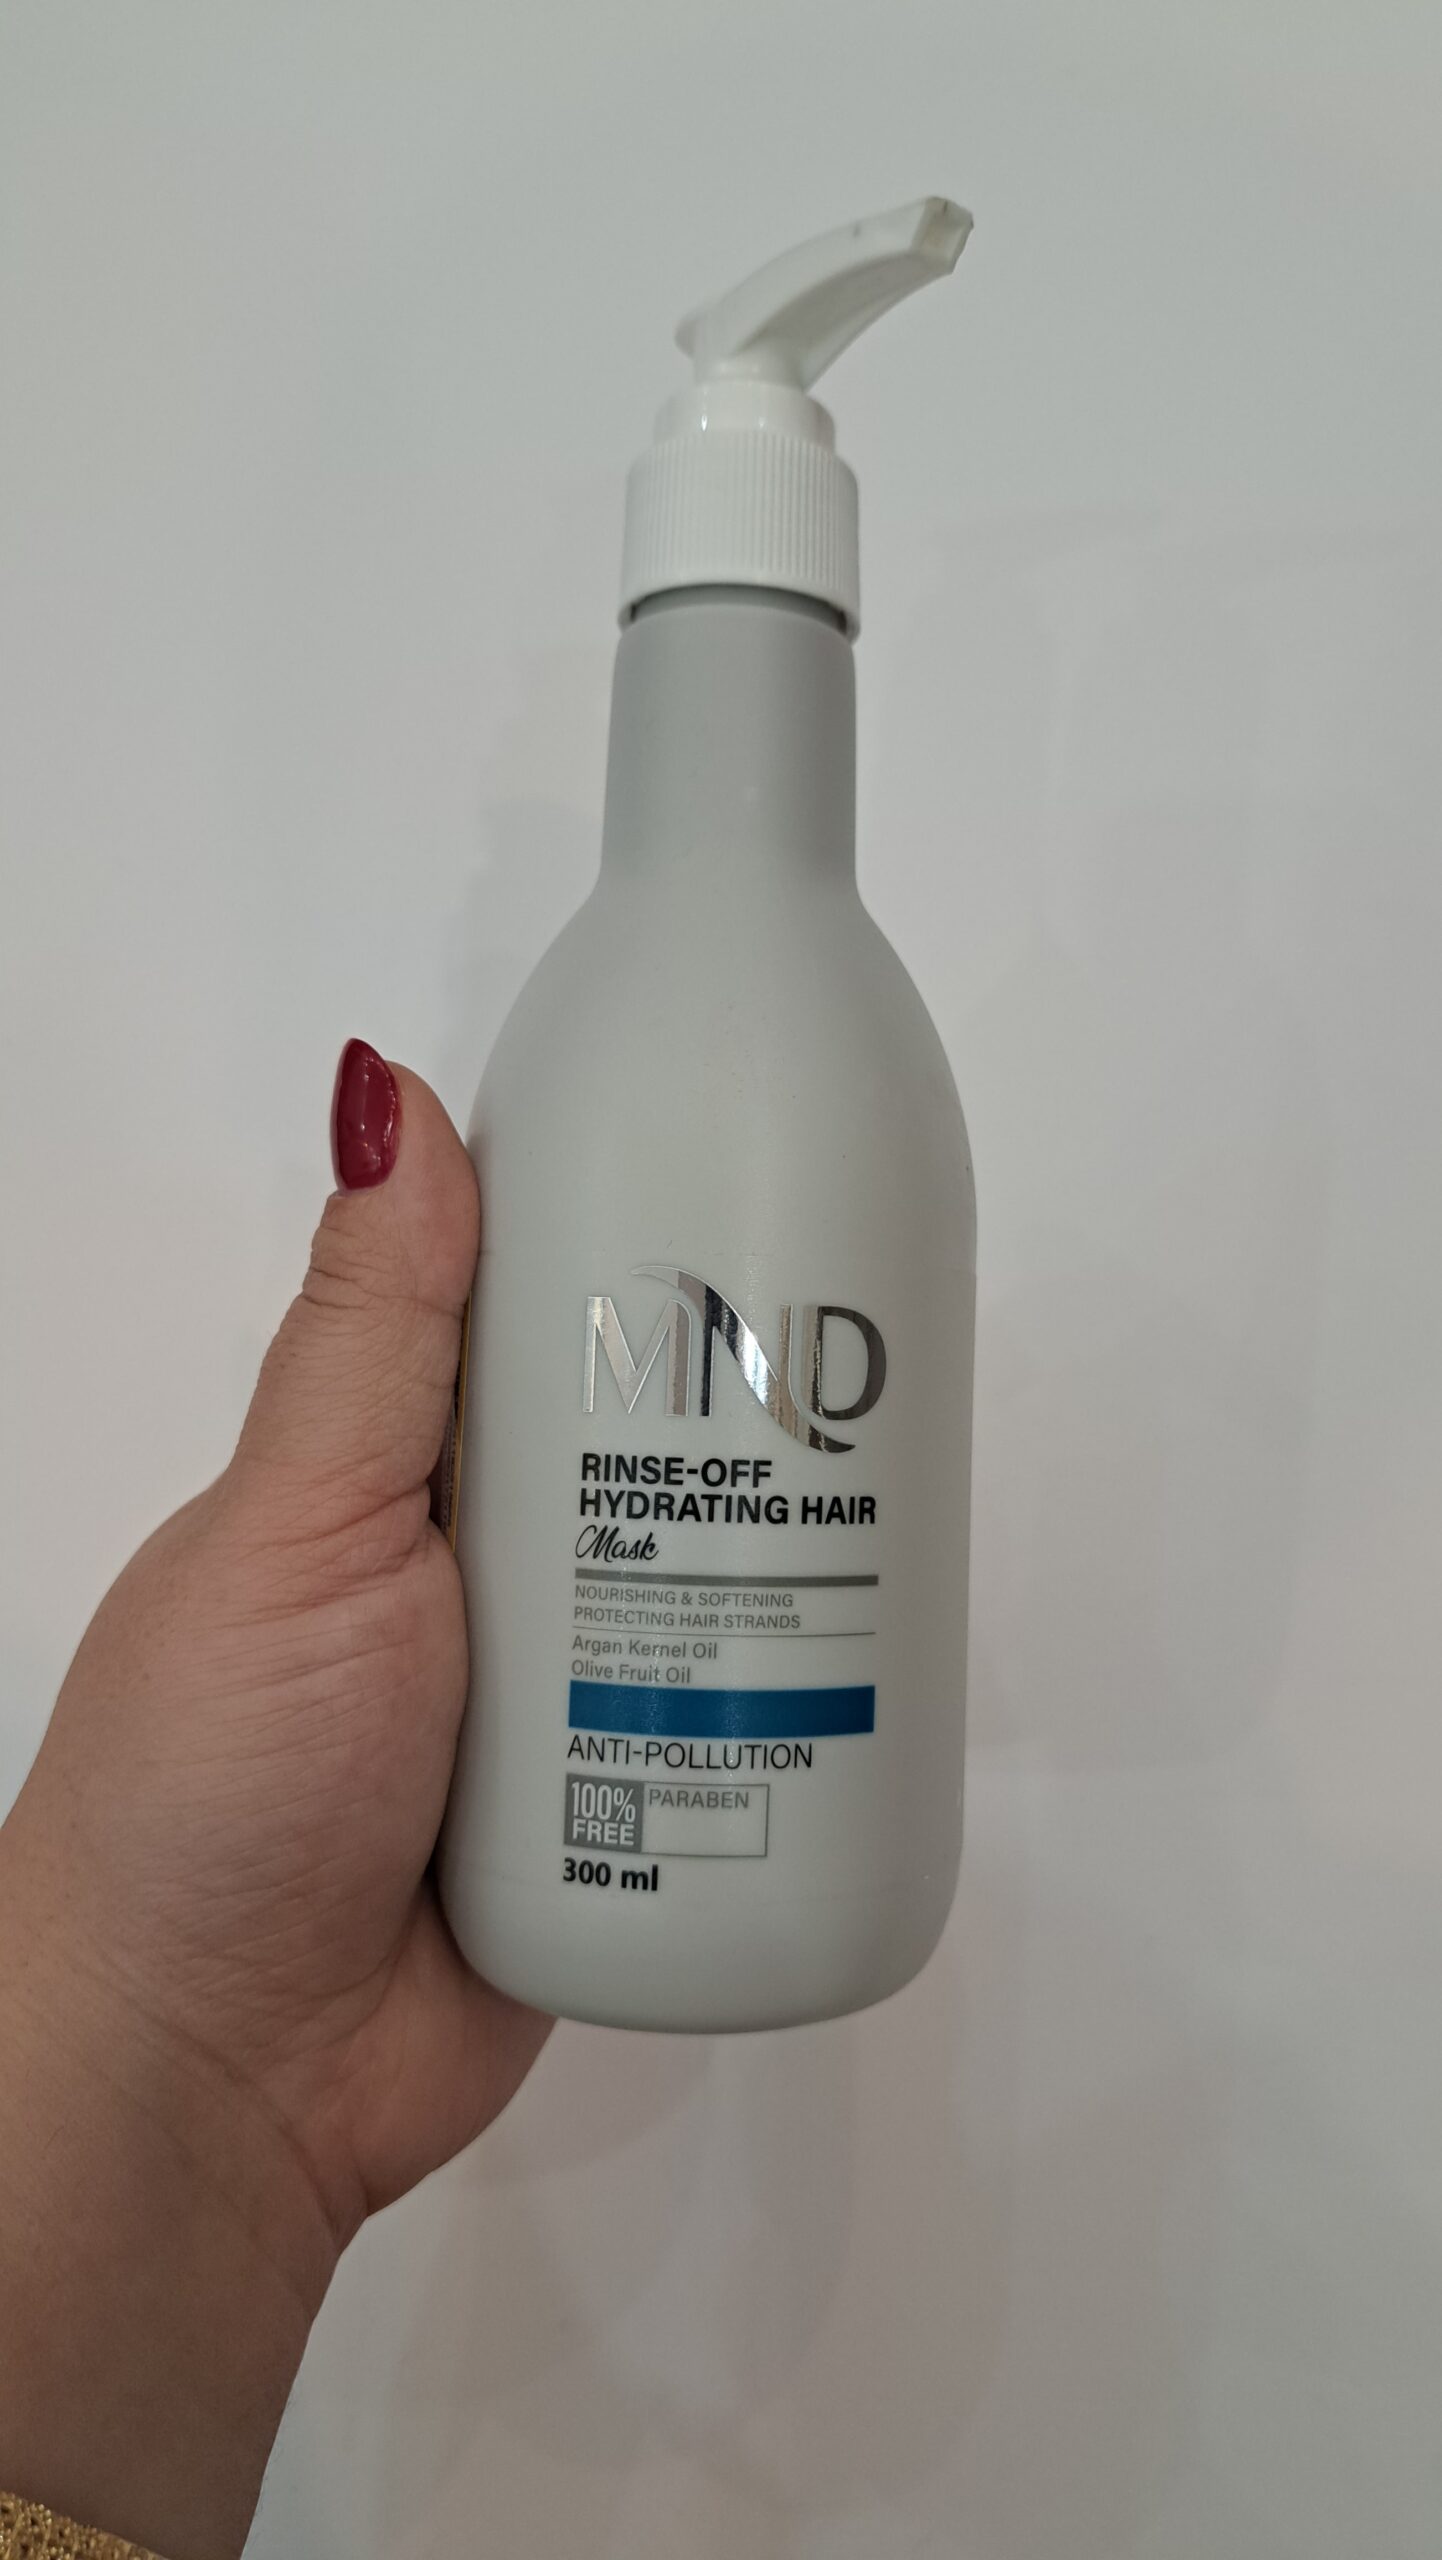 MND
RINSE-OFF
HYDRATING HAIR
Mask
NOURISHING & SOFTENING
PROTECTING HAIR STRANDS
Argan Kernel Oil
Olive Fruit Oil
ANTI-POLLUTION
100% PARABEN
FREE
300 ml